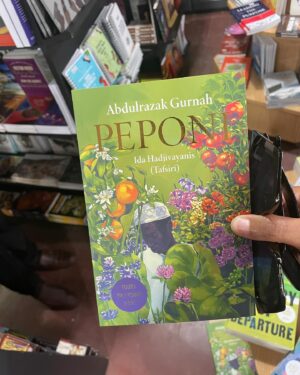 Abdulrazak Gurnah
PEPONI
Ida Hadjivayanis
(Tafsiri)
DEPARTURE